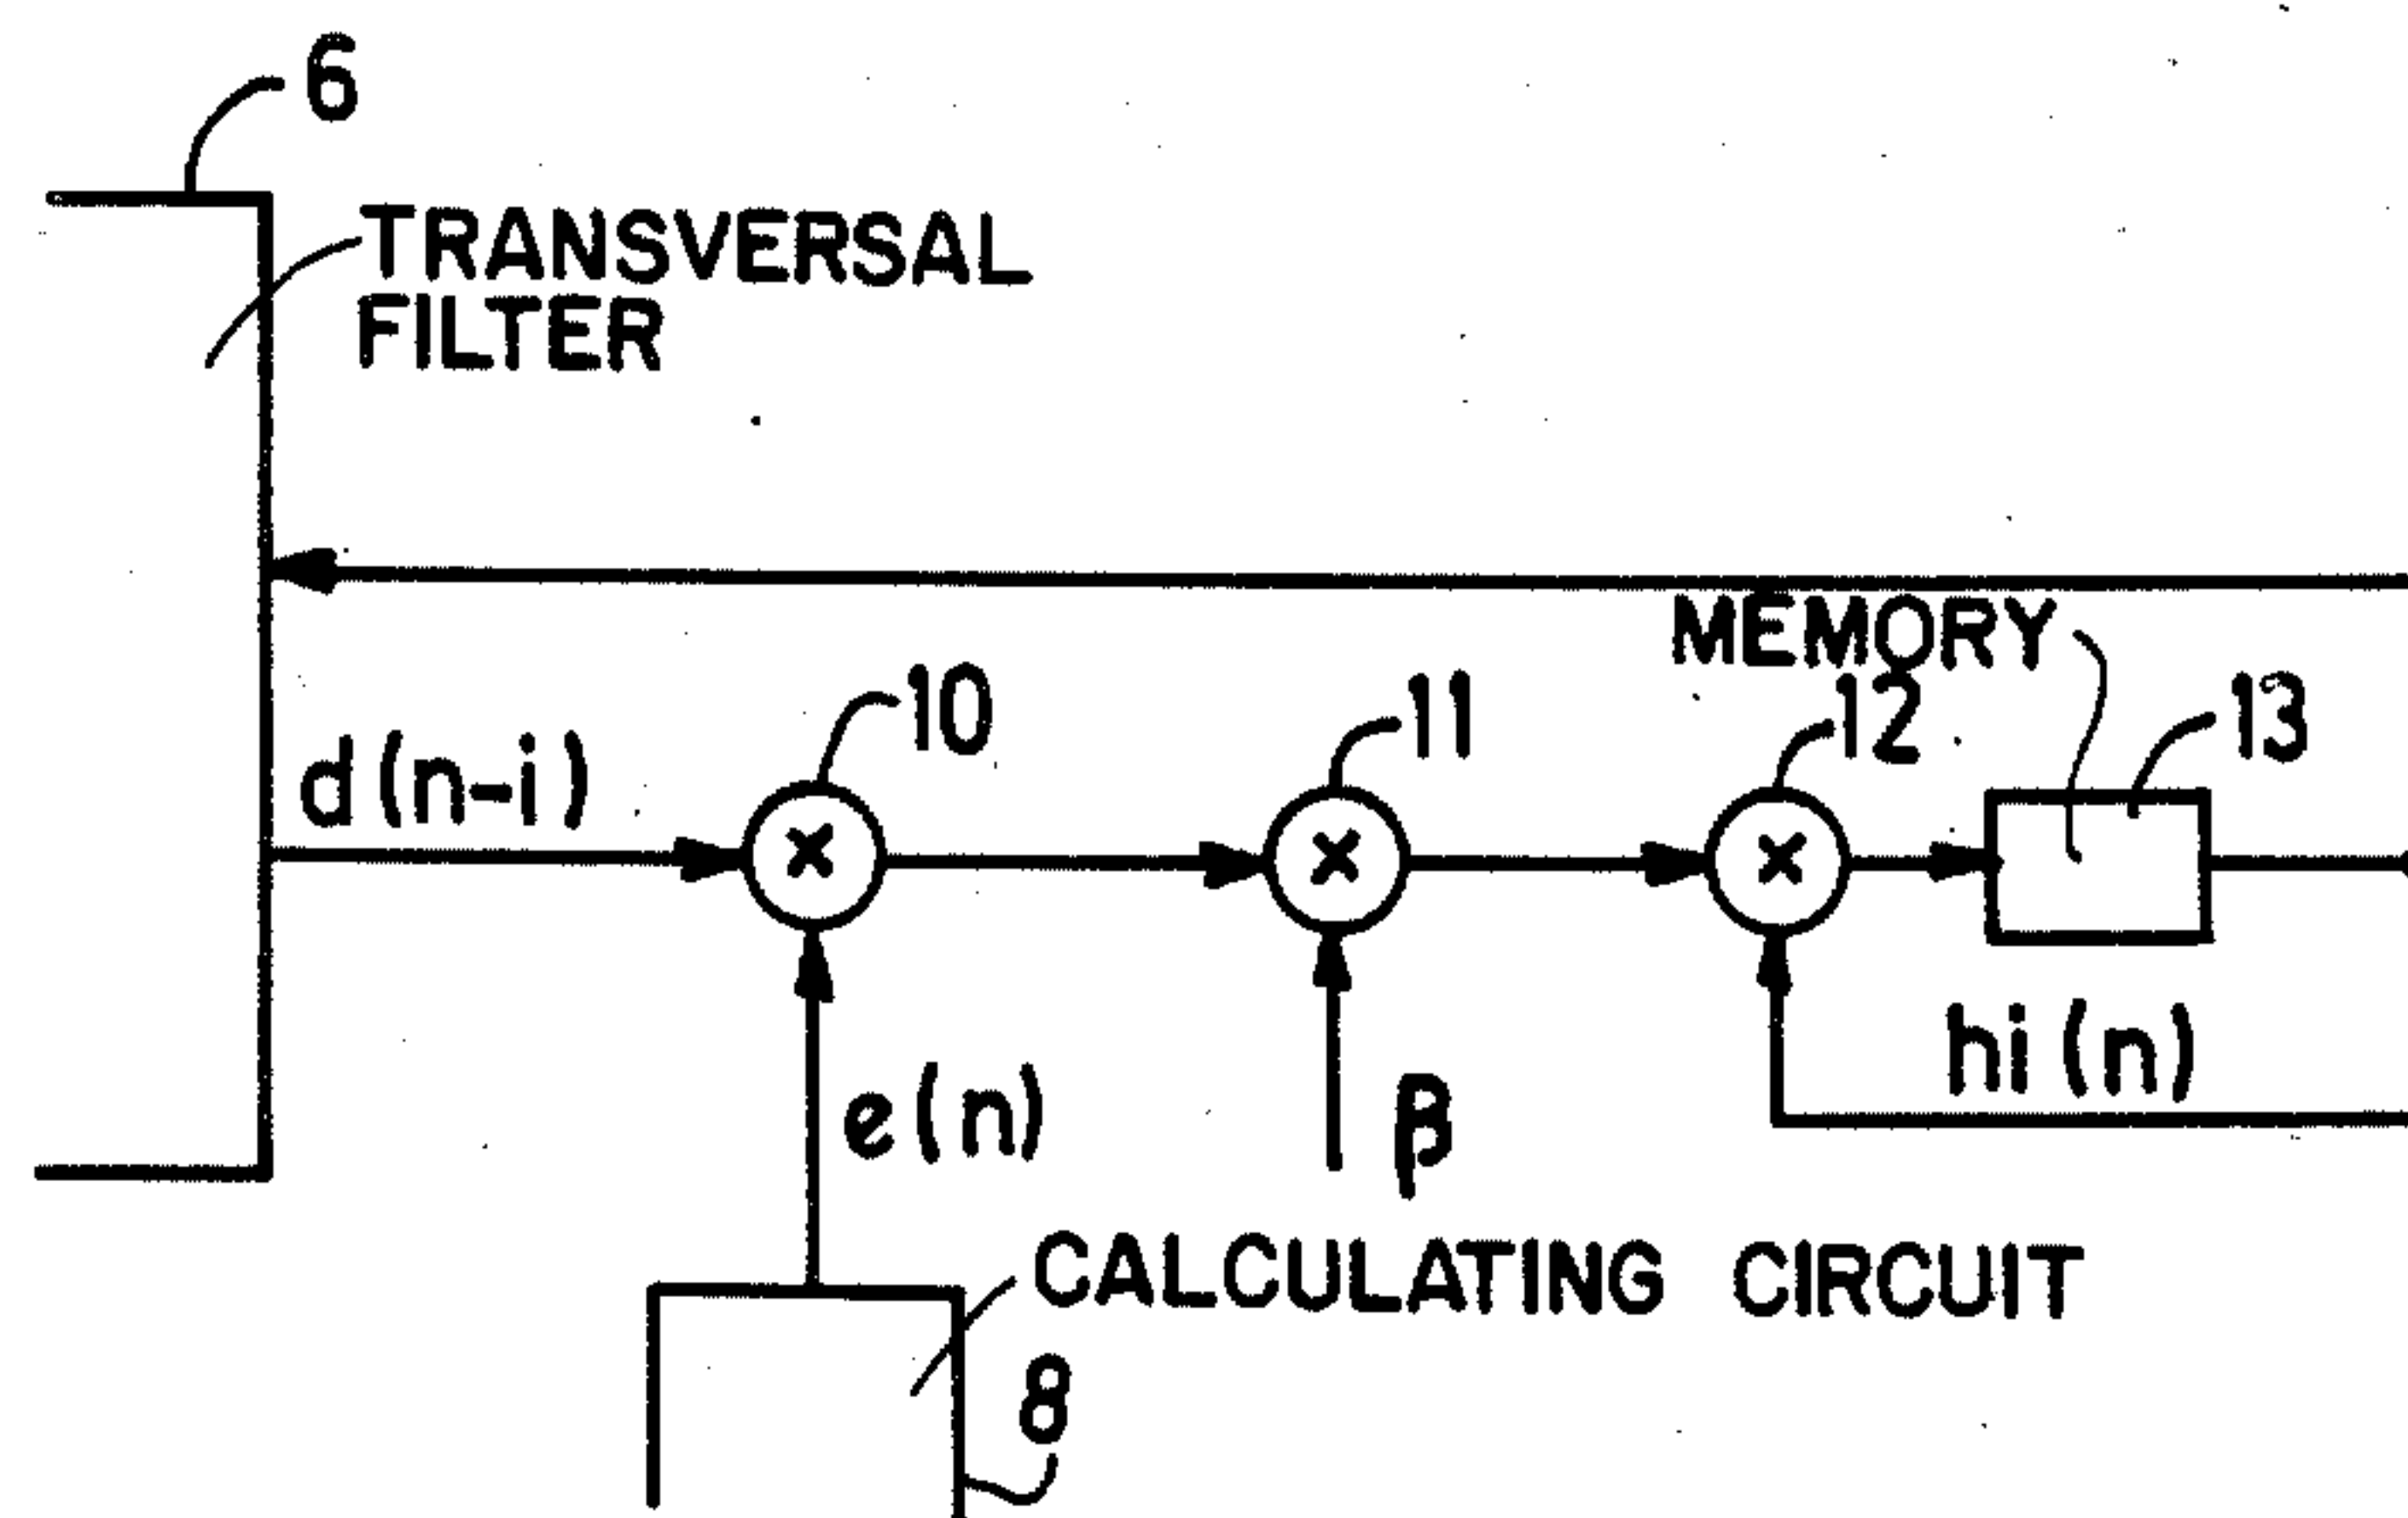 6
TRANSVERSAL
FILTER
MEMORY
10
11
12
13
d(n-i)
×
×
×
hi(n)
e(n)
β
CALCULATING CIRCUIT
8